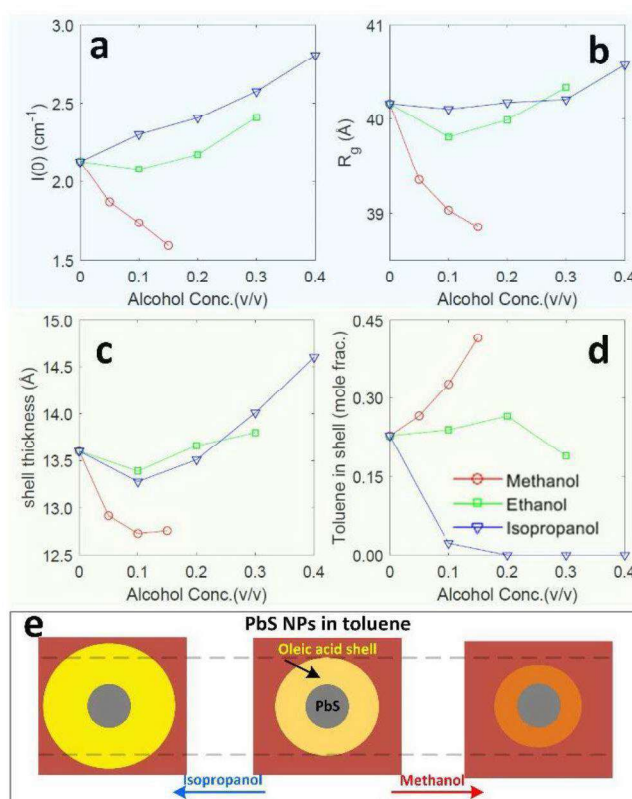 a
I(0) (cm⁻¹)
3.0
2.5
2.0
1.5
0 0.1 0.2 0.3 0.4
Alcohol Conc.(v/v)
b
R_g (Å)
41
40
39
0 0.1 0.2 0.3 0.4
Alcohol Conc.(v/v)
c
shell thickness (Å)
15.0
14.5
14.0
13.5
13.0
12.5
0 0.1 0.2 0.3 0.4
Alcohol Conc.(v/v)
d
Toluene in shell (mole frac.)
0.45
0.30
0.15
0.00
Methanol
Ethanol
Isopropanol
0 0.1 0.2 0.3 0.4
Alcohol Conc.(v/v)
e
PbS NPs in toluene
Oleic acid shell
PbS
Isopropanol
Methanol